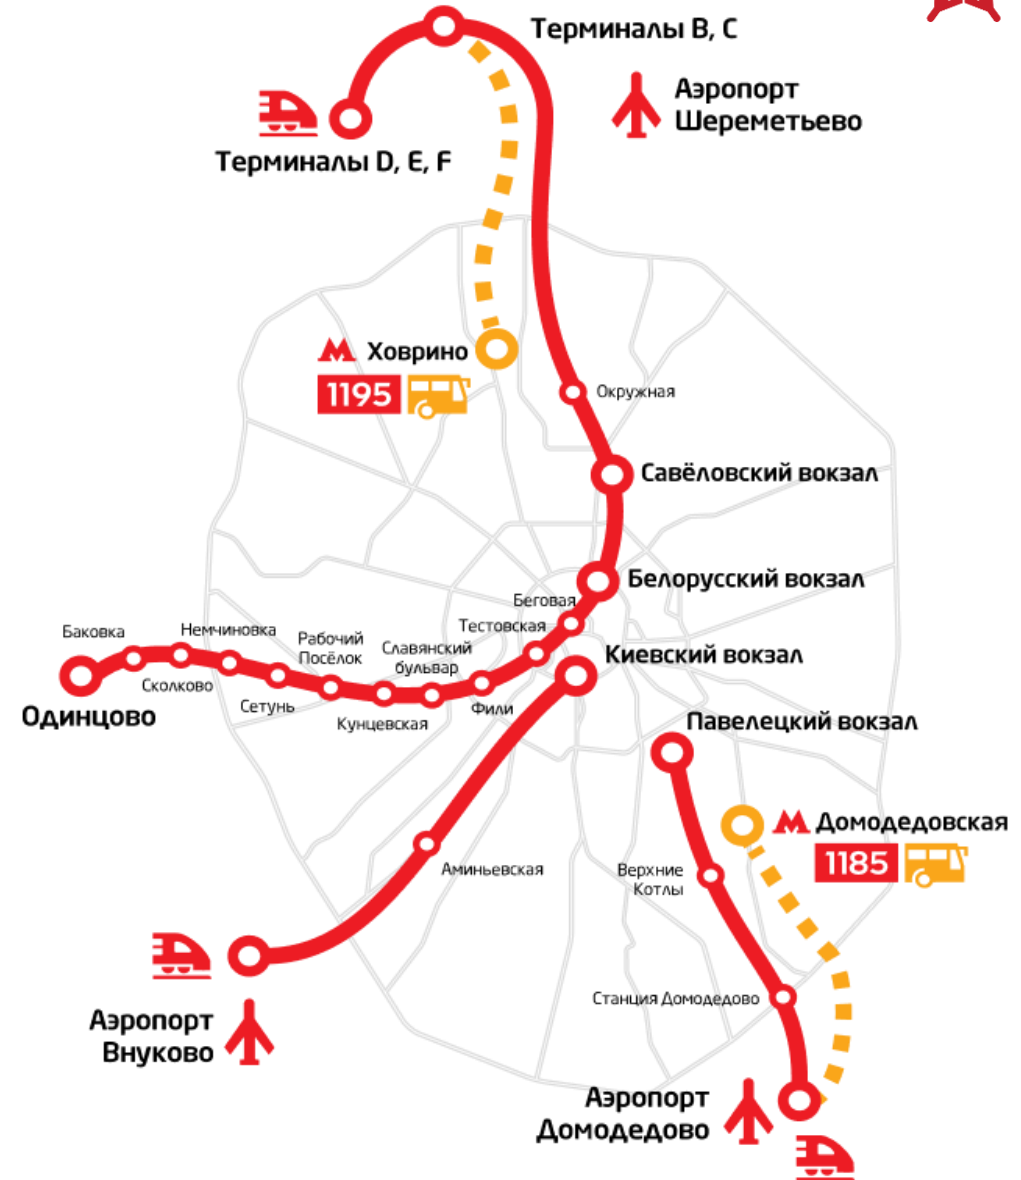 Терминалы B, C
Аэропорт
Шереметьево
Терминалы D, E, F
Ховрино
1195
Окружная
Савёловский вокзал
Белорусский вокзал
Беговая
Тестовская
Славянский
бульвар
Фили
Кунцевская
Рабочий
Посёлок
Сетунь
Немчиновка
Сколково
Баковка
Одинцово
Киевский вокзал
Аминьевская
Аэропорт
Внуково
Павелецкий вокзал
Домодедовская
1185
Верхние
Котлы
Станция Домодедово
Аэропорт
Домодедово